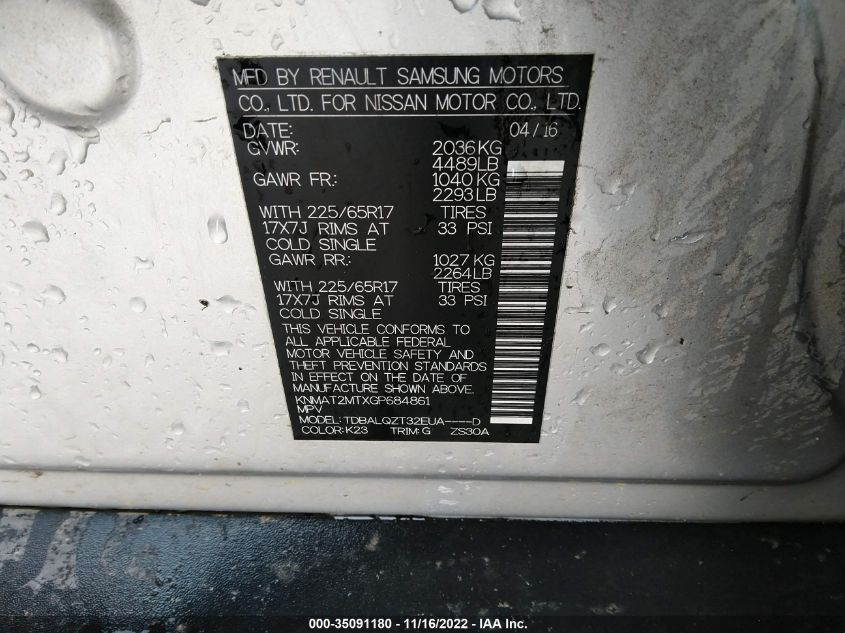 MFD BY RENAULT SAMSUNG MOTORS
CO., LTD. FOR NISSAN MOTOR CO., LTD.
DATE: 04/16
GVWR: 2036KG
4489LB
GAWR FR.: 1040KG
2293LB
WITH 225/65R17 TIRES
17X7J RIMS AT 33 PSI
COLD SINGLE
GAWR RR.: 1027 KG
2264LB
WITH 225/65R17 TIRES
17X7J RIMS AT 33 PSI
COLD SINGLE
THIS VEHICLE CONFORMS TO
ALL APPLICABLE FEDERAL
MOTOR VEHICLE SAFETY AND
THEFT PREVENTION STANDARDS
IN EFFECT ON THE DATE OF
MANUFACTURE SHOWN ABOVE.
KNMAT2MTXGP684861
MPV
MODEL: TDBALQZT32EUA----D
COLOR: K23 TRIM: G ZS30A
000-35091180 - 11/16/2022 - IAA Inc.